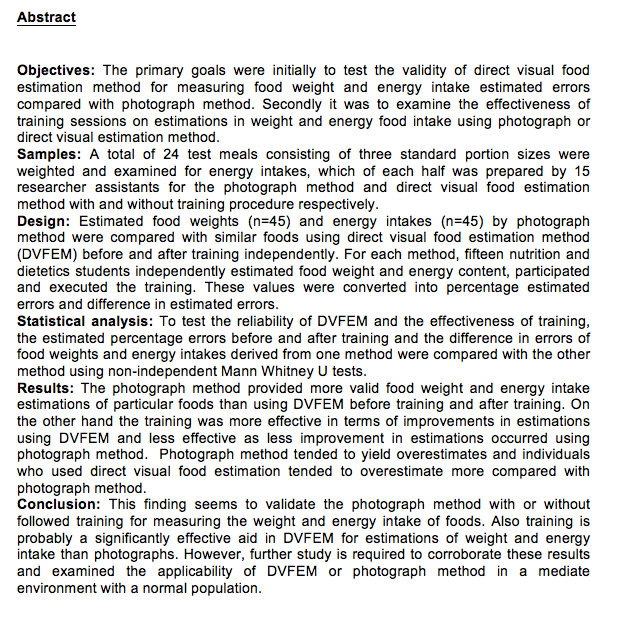 Abstract
Objectives: The primary goals were initially to test the validity of direct visual food
estimation method for measuring food weight and energy intake estimated errors
compared with photograph method. Secondly it was to examine the effectiveness of
training sessions on estimations in weight and energy food intake using photograph or
direct visual estimation method.
Samples: A total of 24 test meals consisting of three standard portion sizes were
weighted and examined for energy intakes, which of each half was prepared by 15
researcher assistants for the photograph method and direct visual food estimation
method with and without training procedure respectively.
Design: Estimated food weights (n=45) and energy intakes (n=45) by photograph
method were compared with similar foods using direct visual food estimation method
(DVFEM) before and after training independently. For each method, fifteen nutrition and
dietetics students independently estimated food weight and energy content, participated
and executed the training. These values were converted into percentage estimated
errors and difference in estimated errors.
Statistical analysis: To test the reliability of DVFEM and the effectiveness of training,
the estimated percentage errors before and after training and the difference in errors of
food weights and energy intakes derived from one method were compared with the other
method using non-independent Mann Whitney U tests.
Results: The photograph method provided more valid food weight and energy intake
estimations of particular foods than using DVFEM before training and after training. On
the other hand the training was more effective in terms of improvements in estimations
using DVFEM and less effective as less improvement in estimations occurred using
photograph method. Photograph method tended to yield overestimates and individuals
who used direct visual food estimation tended to overestimate more compared with
photograph method.
Conclusion: This finding seems to validate the photograph method with or without
followed training for measuring the weight and energy intake of foods. Also training is
probably a significantly effective aid in DVFEM for estimations of weight and energy
intake than photographs. However, further study is required to corroborate these results
and examined the applicability of DVFEM or photograph method in a mediate
environment with a normal population.